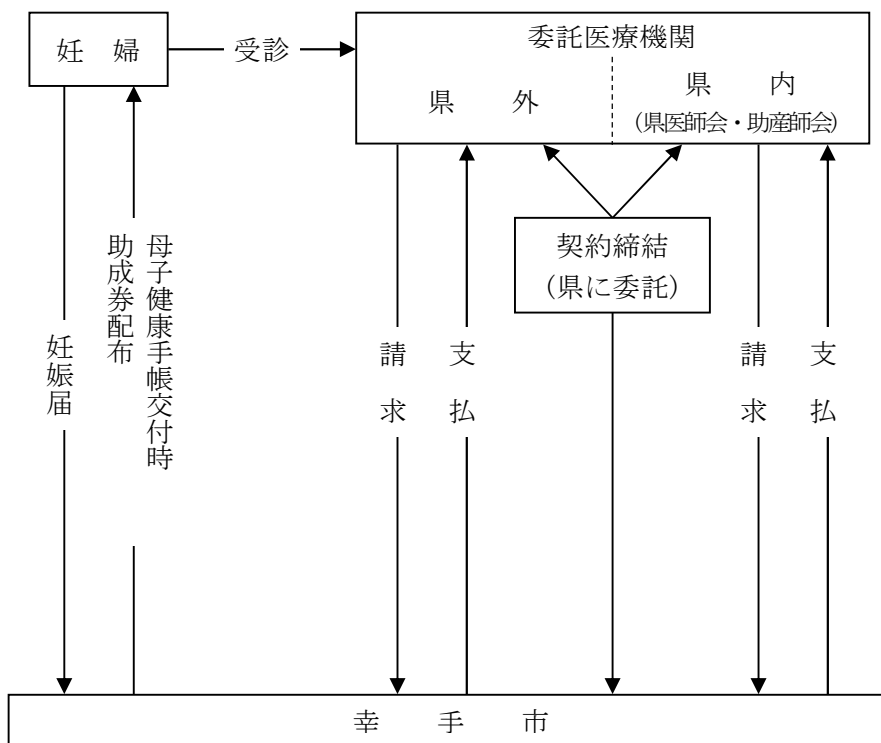 妊　婦
受診
委託医療機関
県　外
県　内
（県医師会・助産師会）
契約締結
（県に委託）
母子健康手帳交付時
助成券配布
妊娠届
請求
支払
請求
支払
幸　手　市